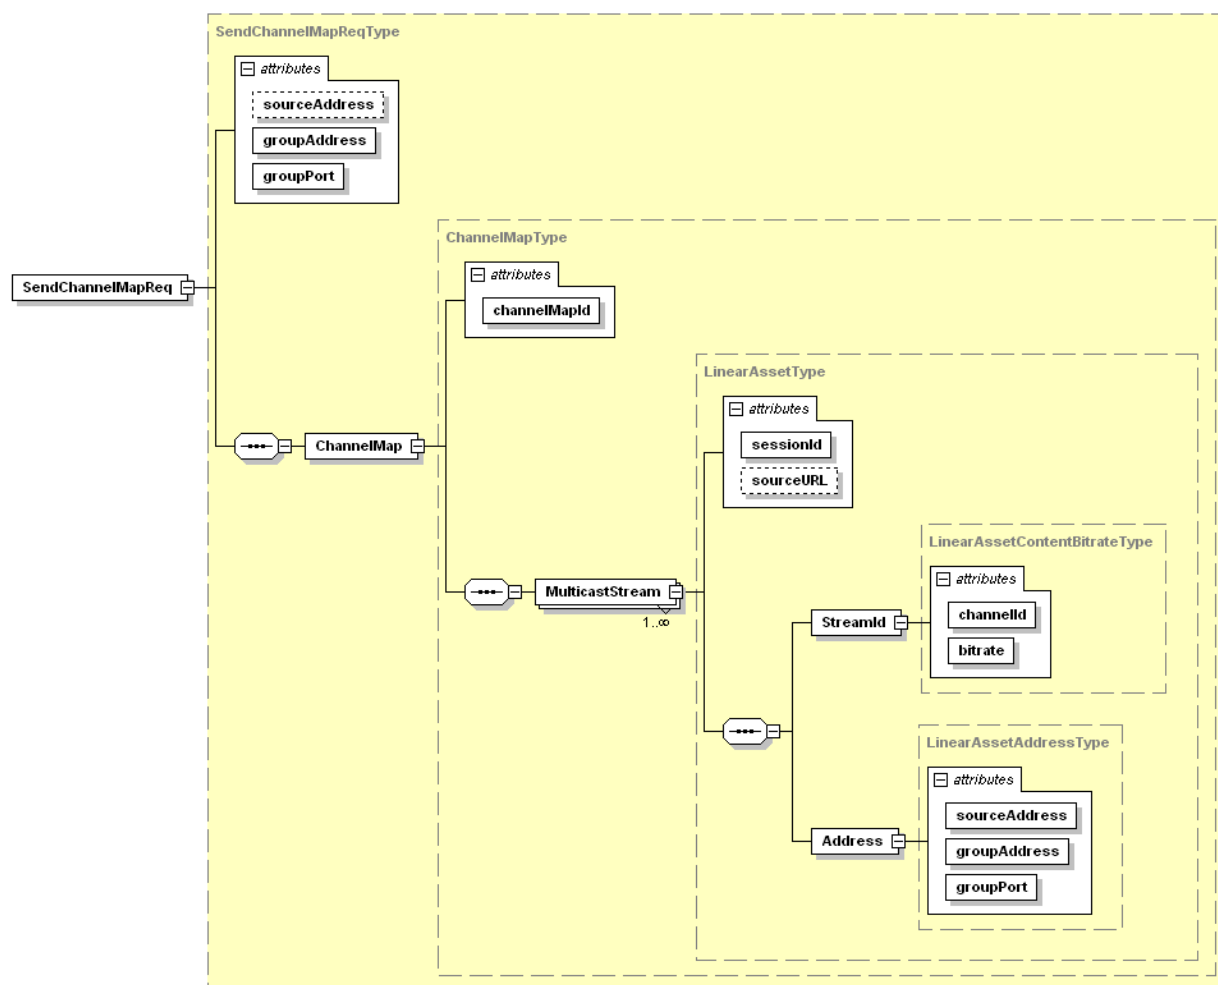 SendChannelMapReqType
attributes
sourceAddress
groupAddress
groupPort
ChannelMapType
attributes
channelMapId
SendChannelMapReq
LinearAssetType
attributes
sessionId
sourceURL
ChannelMap
LinearAssetContentBitrateType
attributes
channelId
bitrate
MulticastStream
1..∞
StreamId
LinearAssetAddressType
attributes
sourceAddress
groupAddress
groupPort
Address